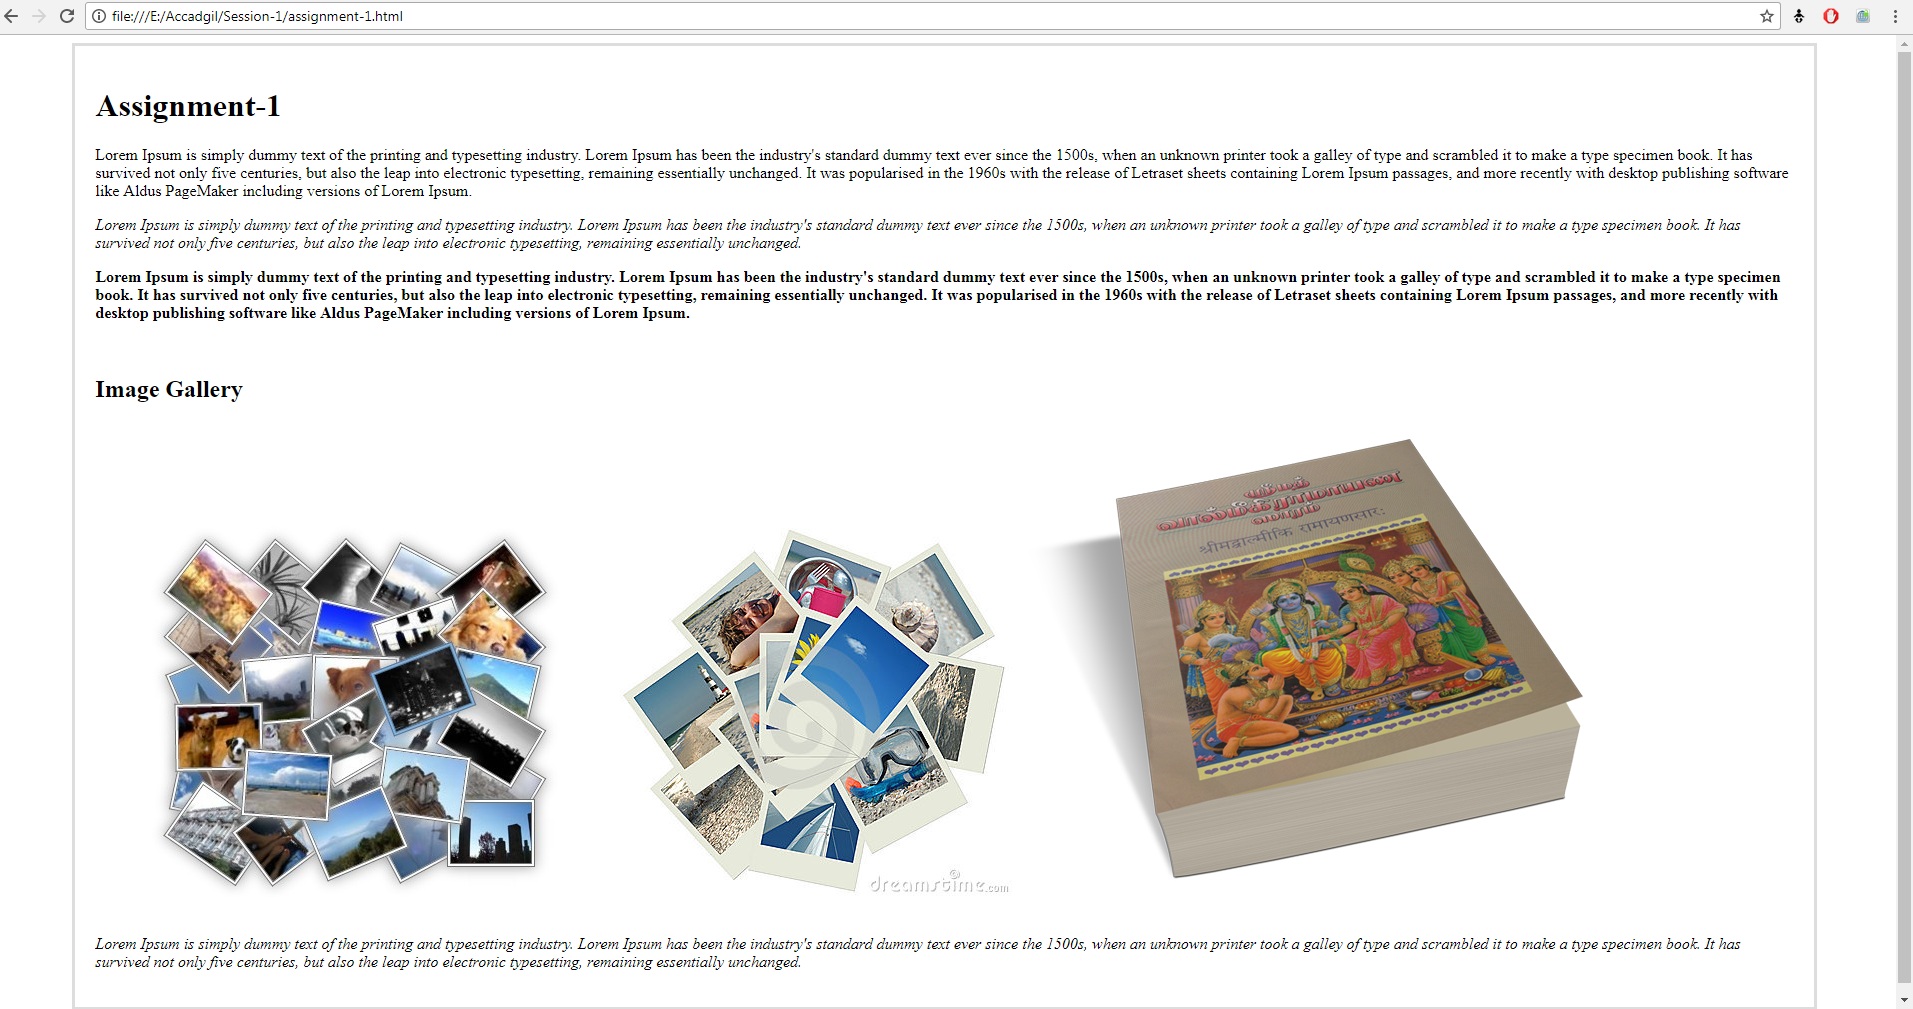 file:///E:/Accadgil/Session-1/assignment-1.html
Assignment-1
Lorem Ipsum is simply dummy text of the printing and typesetting industry. Lorem Ipsum has been the industry's standard dummy text ever since the 1500s, when an unknown printer took a galley of type and scrambled it to make a type specimen book. It has
survived not only five centuries, but also the leap into electronic typesetting, remaining essentially unchanged. It was popularised in the 1960s with the release of Letraset sheets containing Lorem Ipsum passages, and more recently with desktop publishing software
like Aldus PageMaker including versions of Lorem Ipsum.
Lorem Ipsum is simply dummy text of the printing and typesetting industry. Lorem Ipsum has been the industry's standard dummy text ever since the 1500s, when an unknown printer took a galley of type and scrambled it to make a type specimen book. It has
survived not only five centuries, but also the leap into electronic typesetting, remaining essentially unchanged.
Lorem Ipsum is simply dummy text of the printing and typesetting industry. Lorem Ipsum has been the industry's standard dummy text ever since the 1500s, when an unknown printer took a galley of type and scrambled it to make a type specimen
book. It has survived not only five centuries, but also the leap into electronic typesetting, remaining essentially unchanged. It was popularised in the 1960s with the release of Letraset sheets containing Lorem Ipsum passages, and more recently with
desktop publishing software like Aldus PageMaker including versions of Lorem Ipsum.
Image Gallery
ஸ்ரீமத்
வால்மீகி ராமாயண
ஸாரம்
श्रीमद्वाल्मीकि रामायणसारः
dreamstime.com
Lorem Ipsum is simply dummy text of the printing and typesetting industry. Lorem Ipsum has been the industry's standard dummy text ever since the 1500s, when an unknown printer took a galley of type and scrambled it to make a type specimen book. It has
survived not only five centuries, but also the leap into electronic typesetting, remaining essentially unchanged.